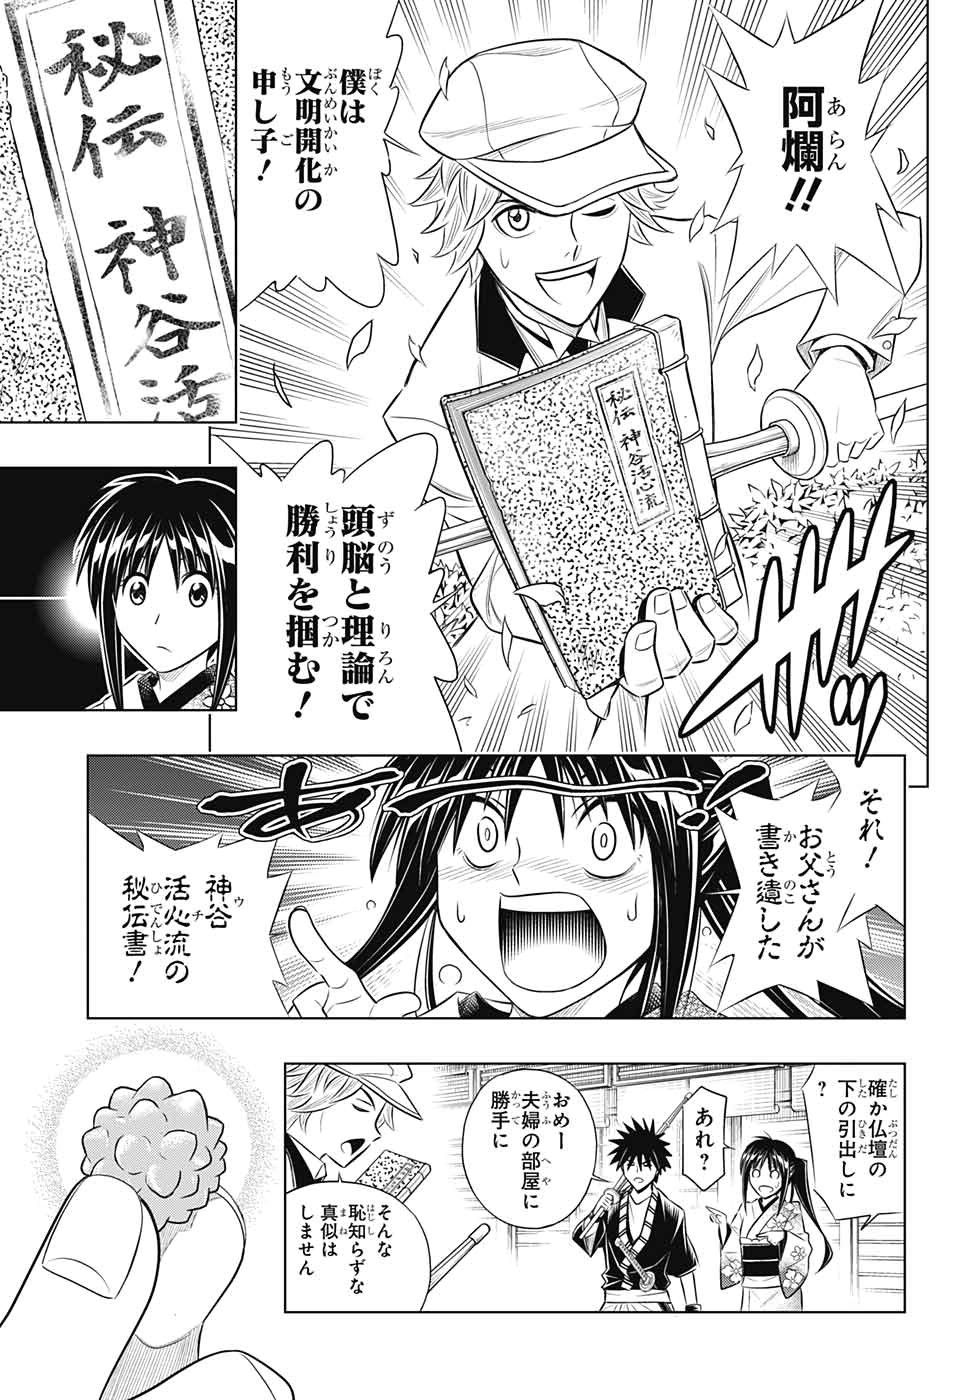 阿爛!!
僕は
文明開化の
申し子!
秘伝 神谷活心流
秘伝 神谷活
頭脳と理論で
勝利を掴む!
それ!
お父さんが
書き遺した
神谷
活心流の
秘伝書!
確か仏壇の
下の引出しに
?
あれ?
おめー
夫婦の部屋に
勝手に
そんな
恥知らずな
真似は
しません